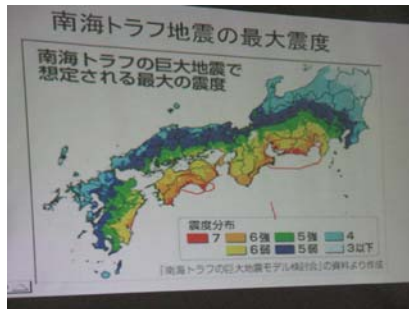 南海トラフ地震の最大震度
南海トラフの巨大地震で
想定される最大の震度
震度分布
7 6強 5強 4
6弱 5弱 3以下
「南海トラフの巨大地震モデル検討会」の資料より作成